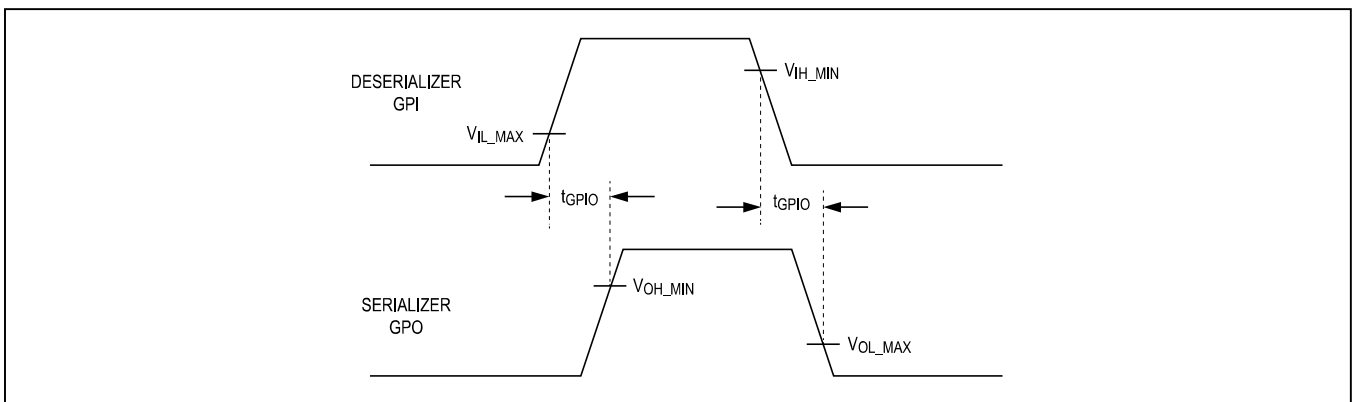 DESERIALIZER
GPI
VIH_MIN
VIL_MAX
tGPIO
tGPIO
VOH_MIN
SERIALIZER
GPO
VOL_MAX